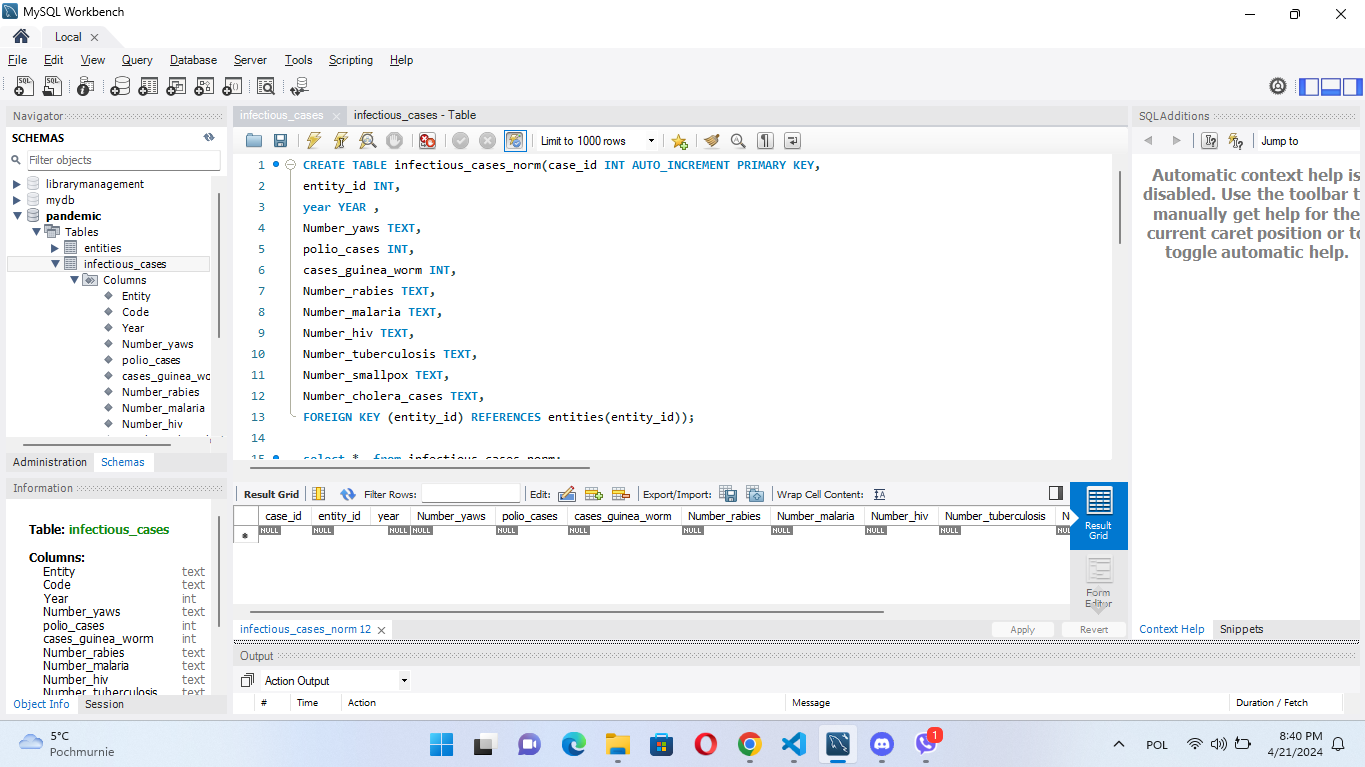 MySQL Workbench
Local
File Edit View Query Database Server Tools Scripting Help
Navigator
SCHEMAS
Filter objects
librarymanagement
mydb
pandemic
Tables
entities
infectious_cases
Columns
Entity
Code
Year
Number_yaws
polio_cases
cases_guinea_wo
Number_rabies
Number_malaria
Number_hiv
Administration Schemas
Information
Table: infectious_cases
Columns:
Entity text
Code text
Year int
Number_yaws text
polio_cases int
cases_guinea_worm int
Number_rabies text
Number_malaria text
Number_hiv text
Number_tuberculosis text
Object Info Session
infectious_cases infectious_cases - Table
Limit to 1000 rows
1 CREATE TABLE infectious_cases_norm(case_id INT AUTO_INCREMENT PRIMARY KEY,
2 entity_id INT,
3 year YEAR ,
4 Number_yaws TEXT,
5 polio_cases INT,
6 cases_guinea_worm INT,
7 Number_rabies TEXT,
8 Number_malaria TEXT,
9 Number_hiv TEXT,
10 Number_tuberculosis TEXT,
11 Number_smallpox TEXT,
12 Number_cholera_cases TEXT,
13 FOREIGN KEY (entity_id) REFERENCES entities(entity_id));
14
15 select * from infectious_cases_norm;
Result Grid Filter Rows: Edit: Export/Import: Wrap Cell Content:
case_id entity_id year Number_yaws polio_cases cases_guinea_worm Number_rabies Number_malaria Number_hiv Number_tuberculosis N
NULL NULL NULL NULL NULL NULL NULL NULL NULL NULL NUL
Result
Grid
Form
Editor
infectious_cases_norm 12 Apply Revert
Output
Action Output
# Time Action Message Duration / Fetch
SQLAdditions
Jump to
Automatic context help is
disabled. Use the toolbar t
manually get help for the
current caret position or to
toggle automatic help.
Context Help Snippets
5°C
Pochmurnie
1
POL
8:40 PM
4/21/2024